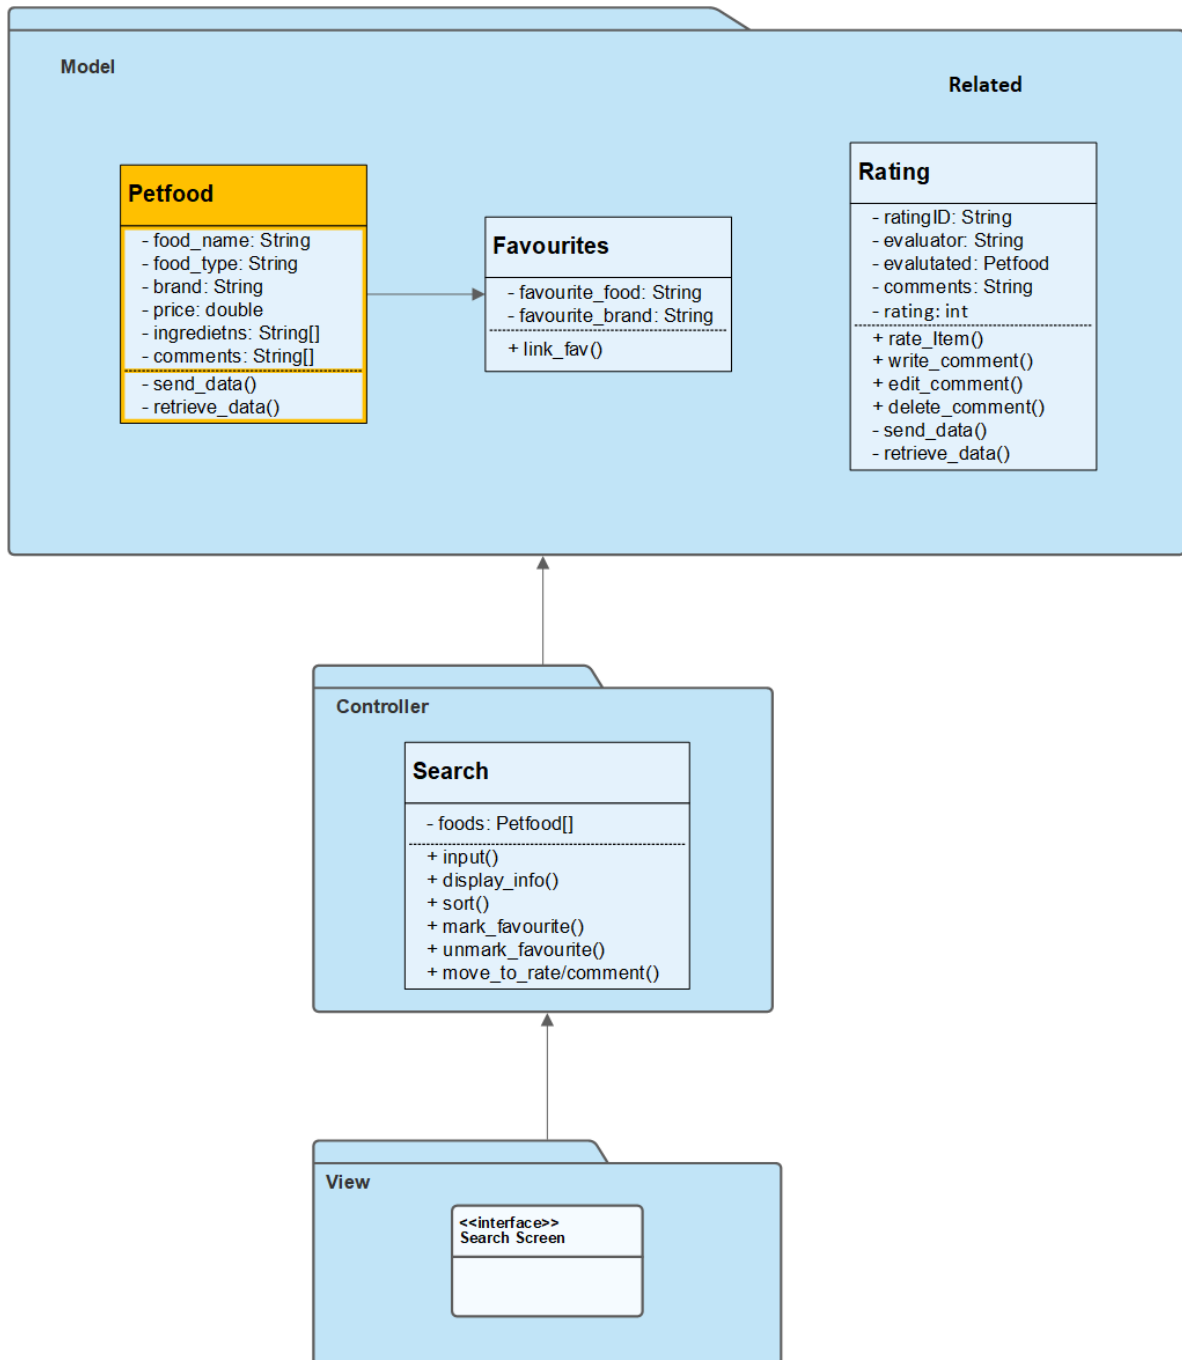 Model
Related
Petfood
- food_name: String
- food_type: String
- brand: String
- price: double
- ingredietns: String[]
- comments: String[]
- send_data()
- retrieve_data()
Favourites
- favourite_food: String
- favourite_brand: String
+ link_fav()
Rating
- ratingID: String
- evaluator: String
- evalutated: Petfood
- comments: String
- rating: int
+ rate_Item()
+ write_comment()
+ edit_comment()
+ delete_comment()
- send_data()
- retrieve_data()
Controller
Search
- foods: Petfood[]
+ input()
+ display_info()
+ sort()
+ mark_favourite()
+ unmark_favourite()
+ move_to_rate/comment()
View
<<interface>>
Search Screen